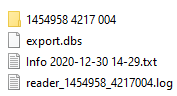 1454958 4217 004
export.dbs
Info 2020-12-30 14-29.txt
reader_1454958_4217004.log